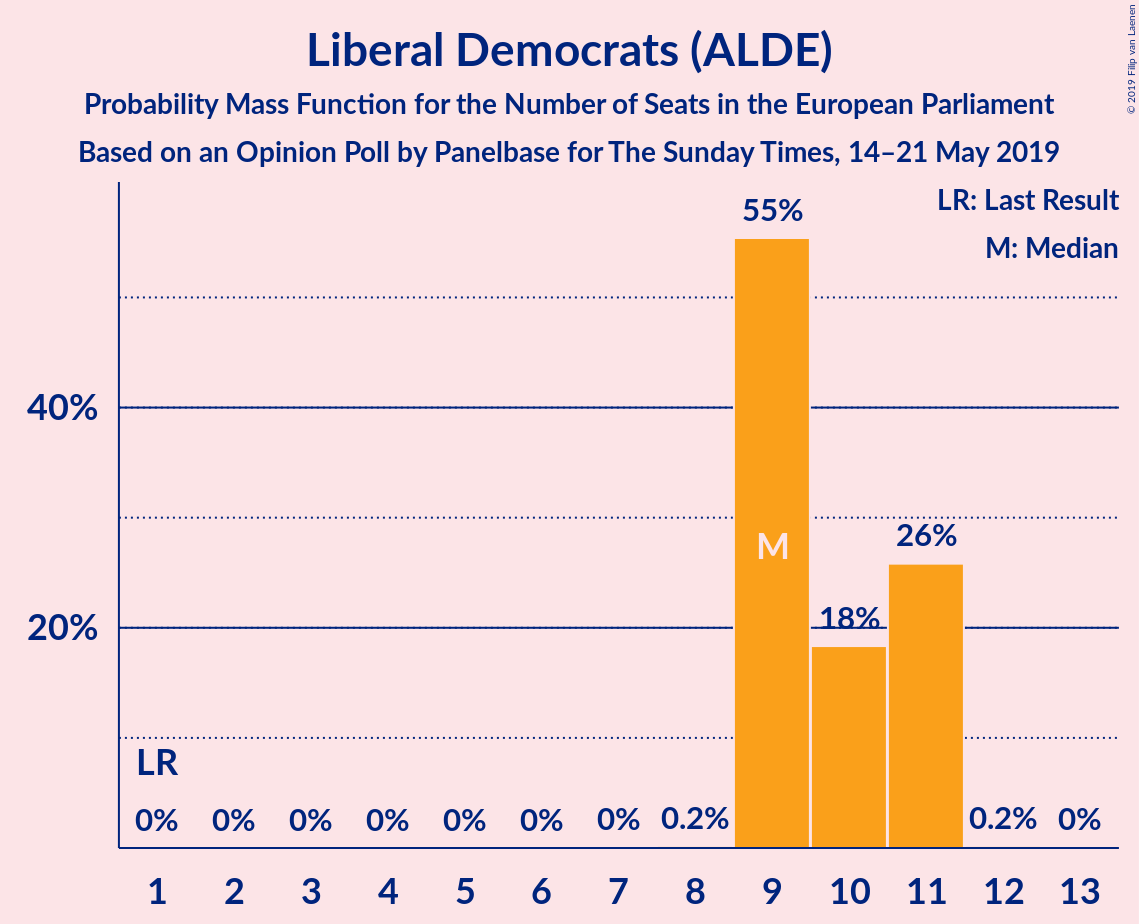 Liberal Democrats (ALDE)
Probability Mass Function for the Number of Seats in the European Parliament
Based on an Opinion Poll by Panelbase for The Sunday Times, 14–21 May 2019
© 2019 Filip van Laenen
LR: Last Result
M: Median
55%
40%
26%
M
18%
20%
LR
0% 0% 0% 0% 0% 0% 0% 0.2% 0.2% 0%
1 2 3 4 5 6 7 8 9 10 11 12 13